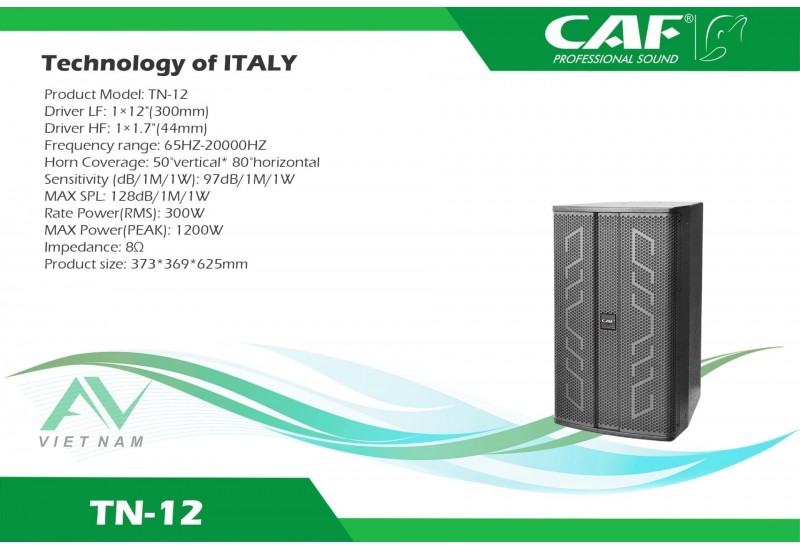 CAF®
PROFESSIONAL SOUND
Technology of ITALY
Product Model: TN-12
Driver LF: 1×12"(300mm)
Driver HF: 1×1.7"(44mm)
Frequency range: 65HZ-20000HZ
Horn Coverage: 50°vertical* 80°horizontal
Sensitivity (dB/1M/1W): 97dB/1M/1W
MAX SPL: 128dB/1M/1W
Rate Power(RMS): 300W
MAX Power(PEAK): 1200W
Impedance: 8Ω
Product size: 373*369*625mm
CAF
AV
VIET NAM
TN-12